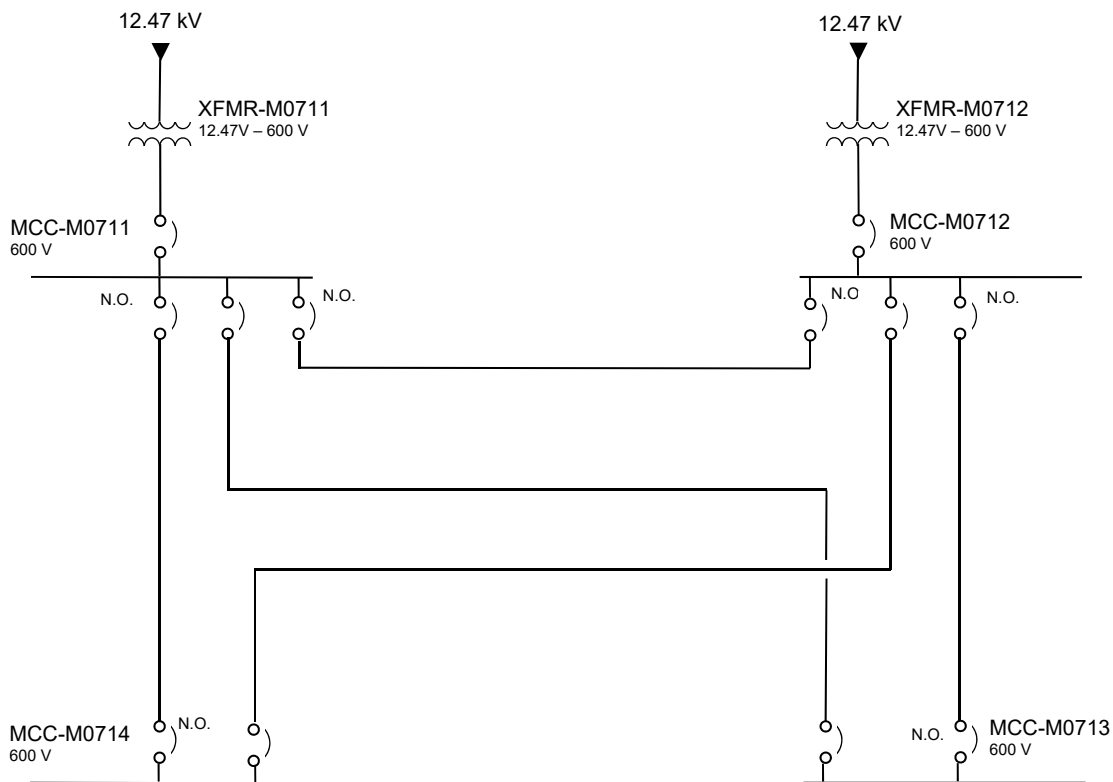 12.47 kV
12.47 kV
XFMR-M0711
12.47V – 600 V
XFMR-M0712
12.47V – 600 V
MCC-M0711
600 V
MCC-M0712
600 V
N.O.
N.O.
N.O
N.O.
MCC-M0714
600 V
N.O.
N.O.
MCC-M0713
600 V